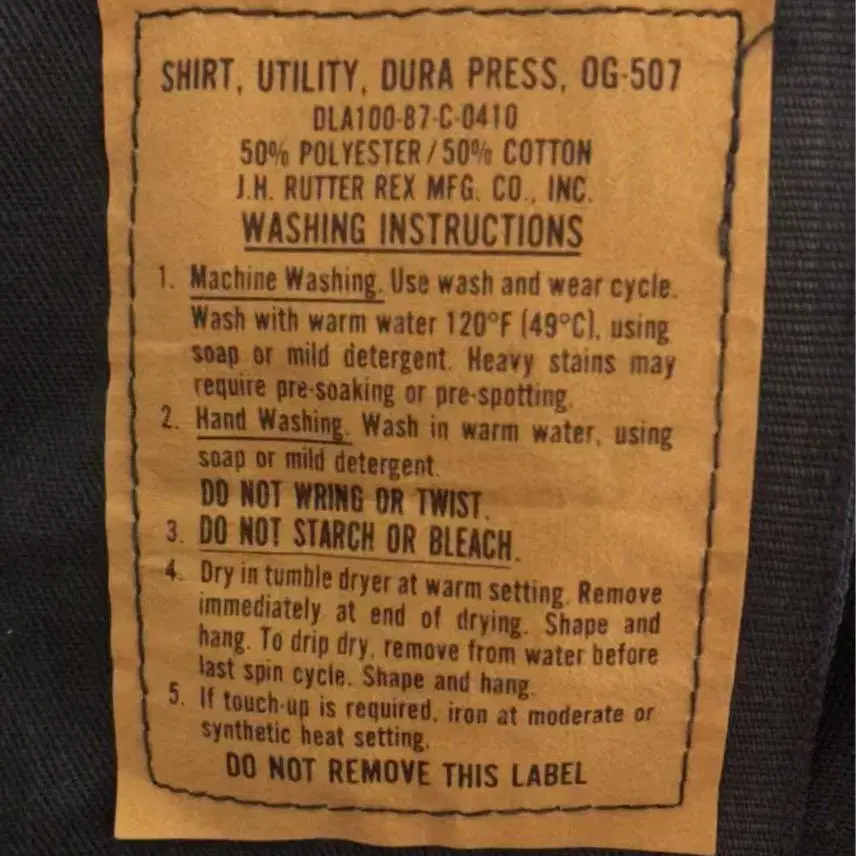 SHIRT, UTILITY, DURA PRESS, OG-507
DLA100-87-C-0410
50% POLYESTER / 50% COTTON
J.H. RUTTER REX MFG. CO., INC.
WASHING INSTRUCTIONS
1. Machine Washing. Use wash and wear cycle.
Wash with warm water 120°F (49°C), using
soap or mild detergent. Heavy stains may
require pre-soaking or pre-spotting.
2. Hand Washing. Wash in warm water, using
soap or mild detergent.
DO NOT WRING OR TWIST.
3. DO NOT STARCH OR BLEACH.
4. Dry in tumble dryer at warm setting. Remove
immediately at end of drying. Shape and
hang. To drip dry, remove from water before
last spin cycle. Shape and hang.
5. If touch-up is required, iron at moderate or
synthetic heat setting.
DO NOT REMOVE THIS LABEL